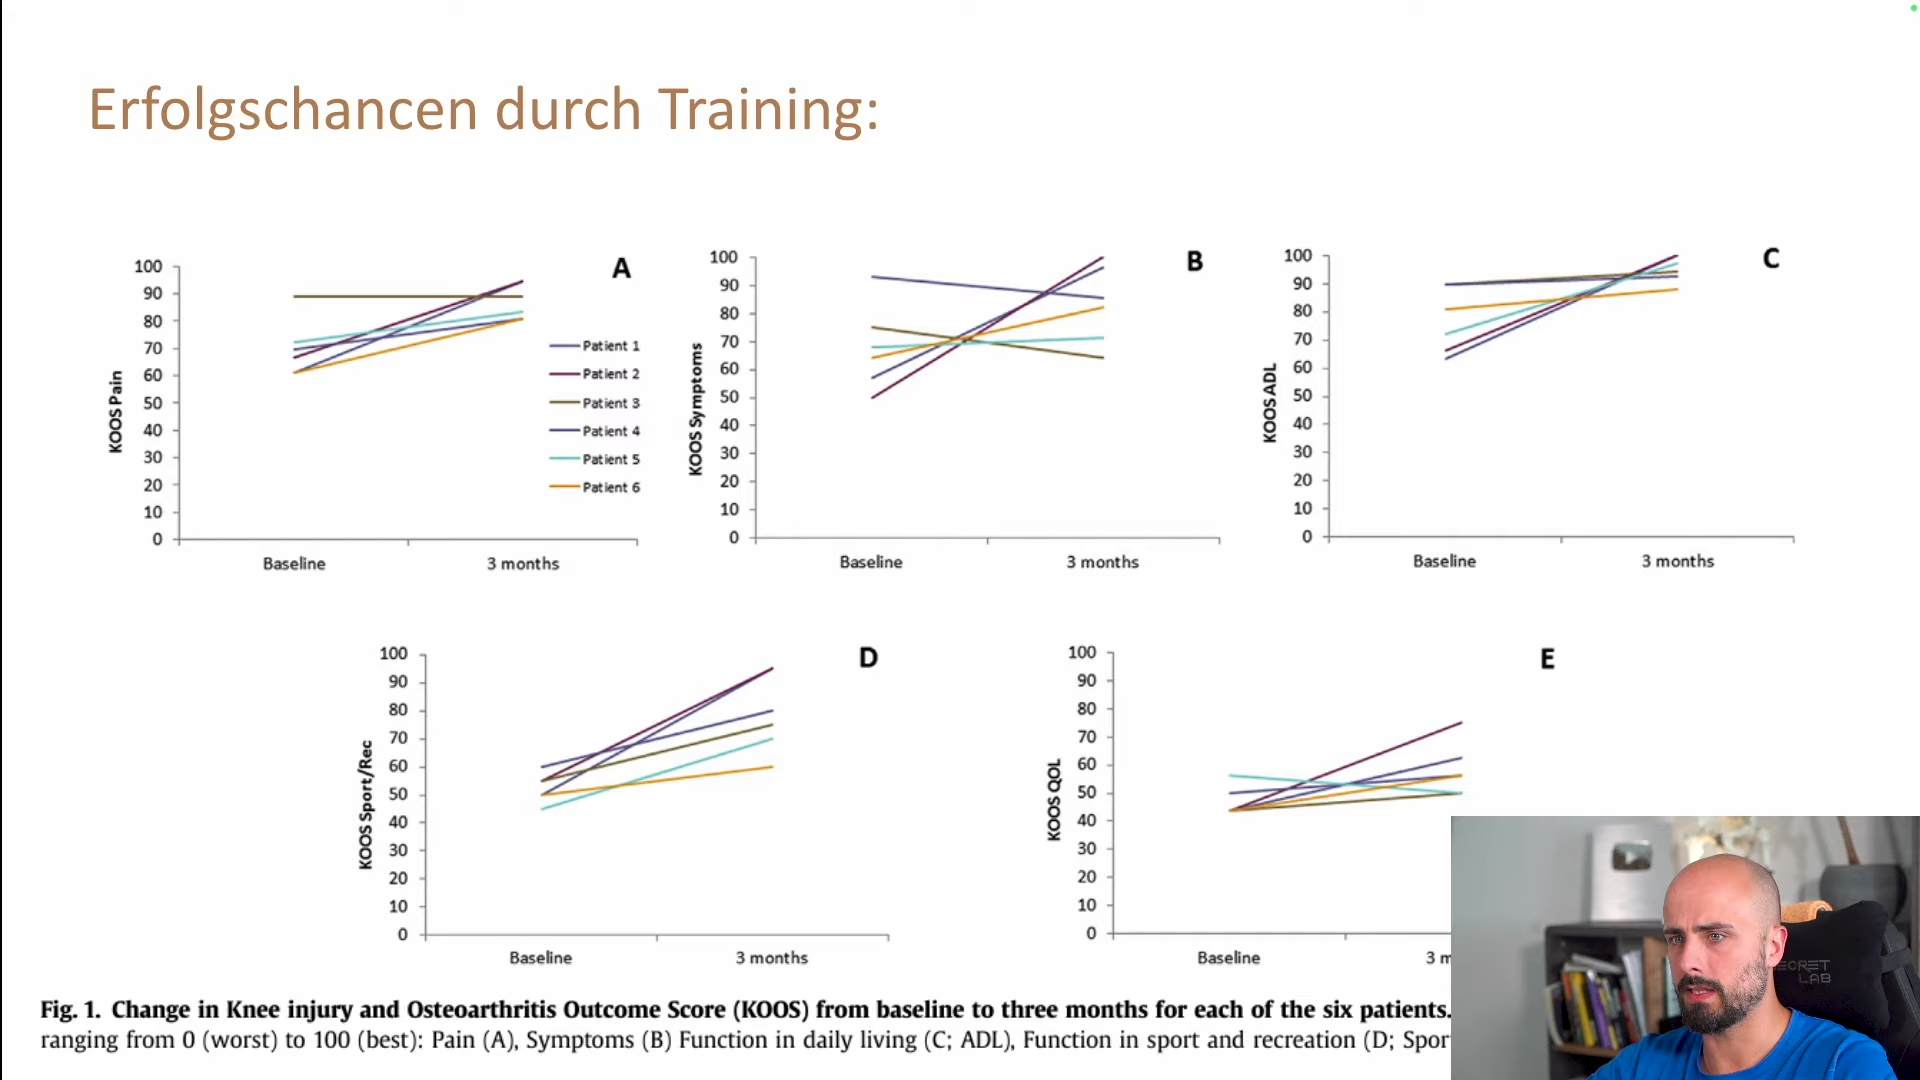 Erfolgschancen durch Training:
A
KOOS Pain
100
90
80
70
60
50
40
30
20
10
0
Baseline
3 months
Patient 1
Patient 2
Patient 3
Patient 4
Patient 5
Patient 6
B
KOOS Symptoms
100
90
80
70
60
50
40
30
20
10
0
Baseline
3 months
C
KOOS ADL
100
90
80
70
60
50
40
30
20
10
0
Baseline
3 months
D
KOOS Sport/Rec
100
90
80
70
60
50
40
30
20
10
0
Baseline
3 months
E
KOOS QOL
100
90
80
70
60
50
40
30
20
10
0
Baseline
3 m
Fig. 1. Change in Knee injury and Osteoarthritis Outcome Score (KOOS) from baseline to three months for each of the six patients.
ranging from 0 (worst) to 100 (best): Pain (A), Symptoms (B) Function in daily living (C; ADL), Function in sport and recreation (D; Spor
ECRET
LAB